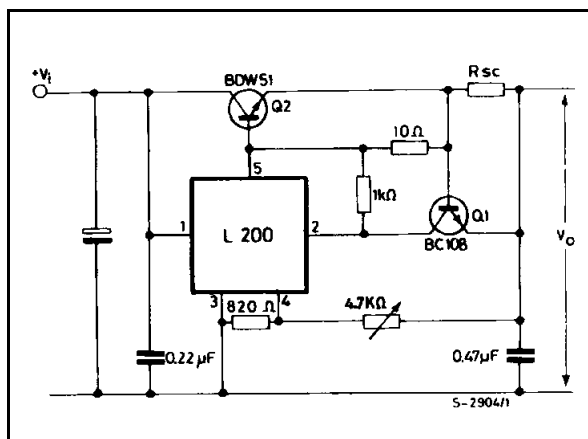 +Vi
BDW51
Q2
Rsc
10Ω
5
1kΩ
Q1
1
L 200
2
BC108
Vo
3
820 Ω
4
4.7KΩ
0.22µF
0.47µF
S-2904/1